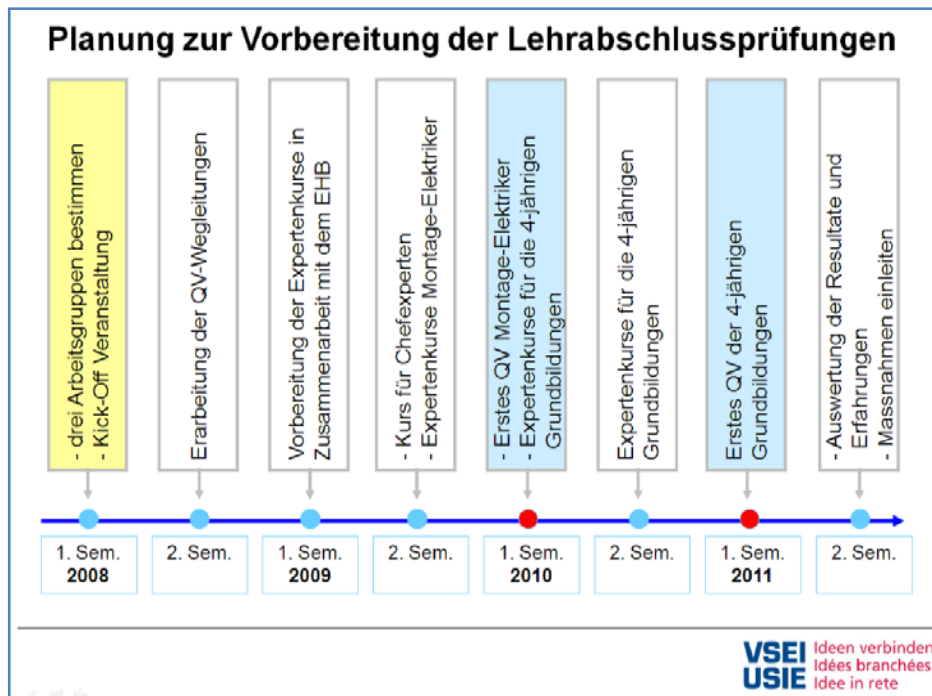 Planung zur Vorbereitung der Lehrabschlussprüfungen
- drei Arbeitsgruppen bestimmen
- Kick-Off Veranstaltung
Erarbeitung der QV-Wegleitungen
Vorbereitung der Expertenkurse in
Zusammenarbeit mit dem EHB
- Kurs für Chefexperten
- Expertenkurse Montage-Elektriker
- Erstes QV Montage-Elektriker
- Expertenkurse für die 4-jährigen
Grundbildungen
Expertenkurse für die 4-jährigen
Grundbildungen
Erstes QV der 4-jährigen
Grundbildungen
- Auswertung der Resultate und
Erfahrungen
- Massnahmen einleiten
1. Sem.
2008
2. Sem.
1. Sem.
2009
2. Sem.
1. Sem.
2010
2. Sem.
1. Sem.
2011
2. Sem.
VSEI
USIE
Ideen verbinden
Idées branchées
Idee in rete